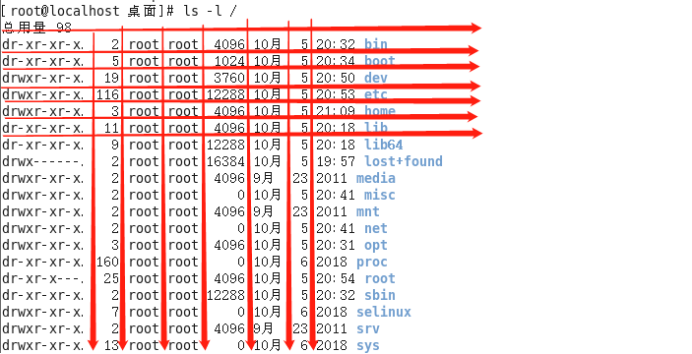 [root@localhost 桌面]# ls -l /
总用量 98
dr-xr-xr-x. 2 root root 4096 10月 5 20:32 bin
dr-xr-xr-x. 5 root root 1024 10月 5 20:34 boot
drwxr-xr-x. 19 root root 3760 10月 5 20:50 dev
drwxr-xr-x. 116 root root 12288 10月 5 20:53 etc
drwxr-xr-x. 3 root root 4096 10月 5 21:09 home
dr-xr-xr-x. 11 root root 4096 10月 5 20:18 lib
dr-xr-xr-x. 9 root root 12288 10月 5 20:18 lib64
drwx------. 2 root root 16384 10月 5 19:57 lost+found
drwxr-xr-x. 2 root root 4096 9月 23 2011 media
drwxr-xr-x. 2 root root 0 10月 5 20:41 misc
drwxr-xr-x. 2 root root 4096 9月 23 2011 mnt
drwxr-xr-x. 2 root root 0 10月 5 20:41 net
drwxr-xr-x. 3 root root 4096 10月 5 20:31 opt
dr-xr-xr-x. 160 root root 0 10月 6 2018 proc
dr-xr-x---. 25 root root 4096 10月 5 20:54 root
dr-xr-xr-x. 2 root root 12288 10月 5 20:32 sbin
drwxr-xr-x. 7 root root 0 10月 6 2018 selinux
drwxr-xr-x. 2 root root 4096 9月 23 2011 srv
drwxr-xr-x. 13 root root 0 10月 6 2018 sys